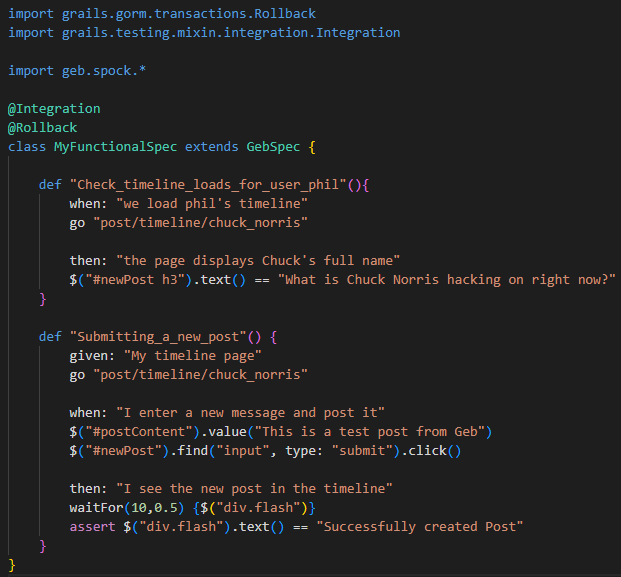 import grails.gorm.transactions.Rollback
import grails.testing.mixin.integration.Integration

import geb.spock.*

@Integration
@Rollback
class MyFunctionalSpec extends GebSpec {

    def "Check_timeline_loads_for_user_phil"(){
        when: "we load phil's timeline"
        go "post/timeline/chuck_norris"

        then: "the page displays Chuck's full name"
        $("#newPost h3").text() == "What is Chuck Norris hacking on right now?"
    }

    def "Submitting_a_new_post"() {
        given: "My timeline page"
        go "post/timeline/chuck_norris"

        when: "I enter a new message and post it"
        $("#postContent").value("This is a test post from Geb")
        $("#newPost").find("input", type: "submit").click()

        then: "I see the new post in the timeline"
        waitFor(10,0.5) {$("div.flash")}
        assert $("div.flash").text() == "Successfully created Post"
    }
}